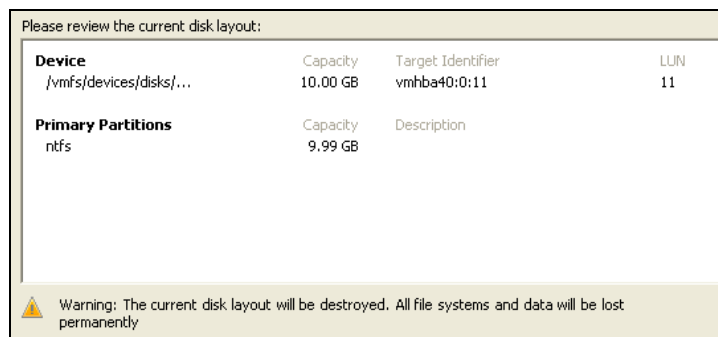 Please review the current disk layout:
Device Capacity Target Identifier LUN
/vmfs/devices/disks/... 10.00 GB vmhba40:0:11 11
Primary Partitions Capacity Description
ntfs 9.99 GB
Warning: The current disk layout will be destroyed. All file systems and data will be lost
permanently